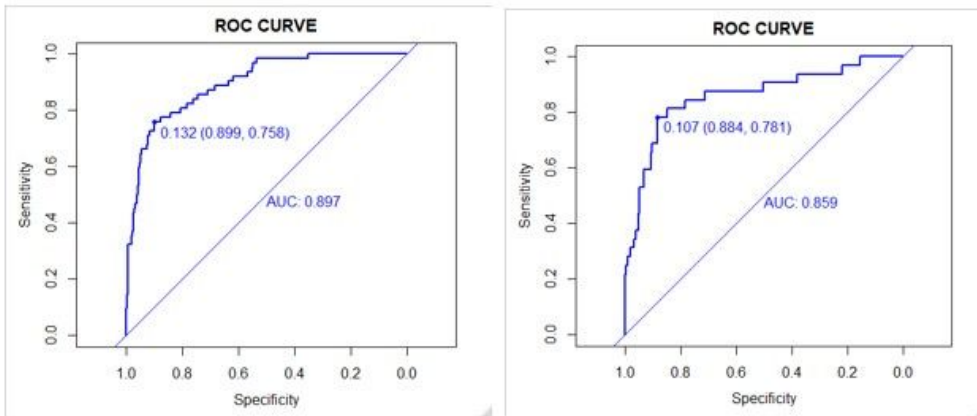 ROC CURVE
Sensitivity
1.0
0.8
0.6
0.4
0.2
0.0
0.132 (0.899, 0.758)
AUC: 0.897
1.0 0.8 0.6 0.4 0.2 0.0
Specificity
ROC CURVE
Sensitivity
1.0
0.8
0.6
0.4
0.2
0.0
0.107 (0.884, 0.781)
AUC: 0.859
1.0 0.8 0.6 0.4 0.2 0.0
Specificity